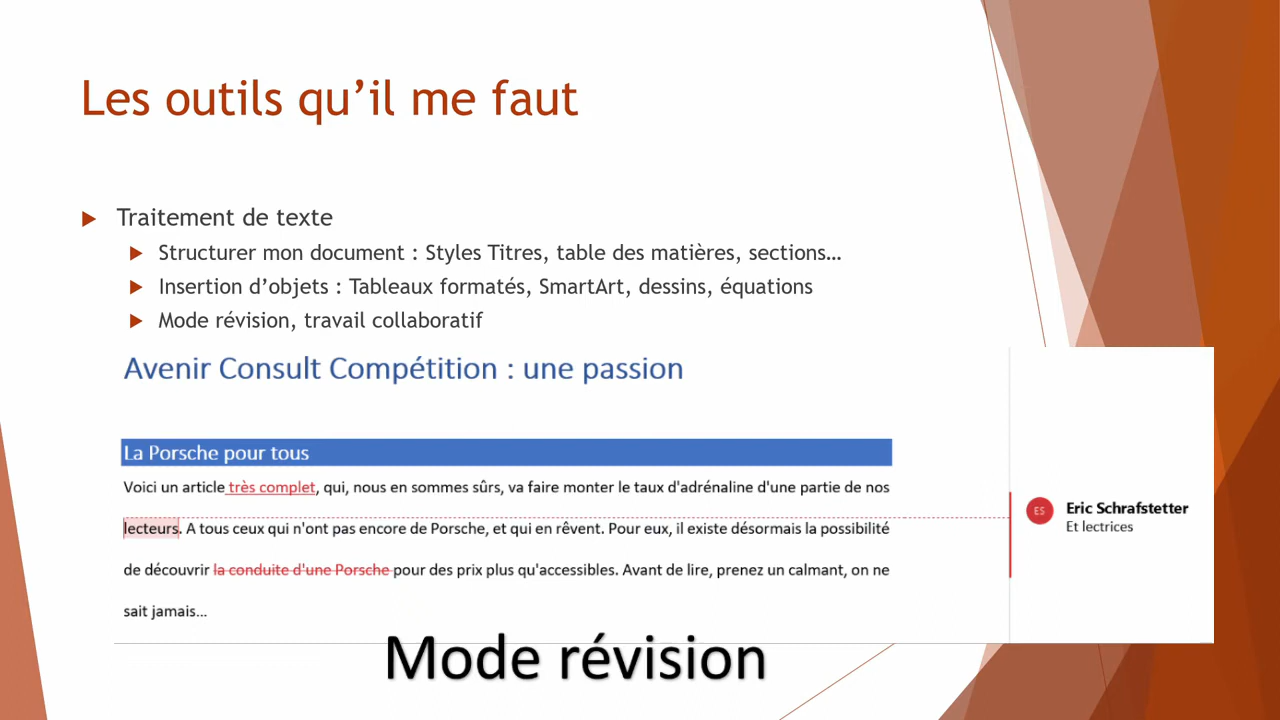 Les outils qu’il me faut
Traitement de texte
Structurer mon document : Styles Titres, table des matières, sections…
Insertion d’objets : Tableaux formatés, SmartArt, dessins, équations
Mode révision, travail collaboratif
Avenir Consult Compétition : une passion
La Porsche pour tous
Voici un article très complet, qui, nous en sommes sûrs, va faire monter le taux d'adrénaline d'une partie de nos
lecteurs. A tous ceux qui n'ont pas encore de Porsche, et qui en rêvent. Pour eux, il existe désormais la possibilité
de découvrir la conduite d'une Porsche pour des prix plus qu'accessibles. Avant de lire, prenez un calmant, on ne
sait jamais...
ES
Eric Schrafstetter
Et lectrices
Mode révision